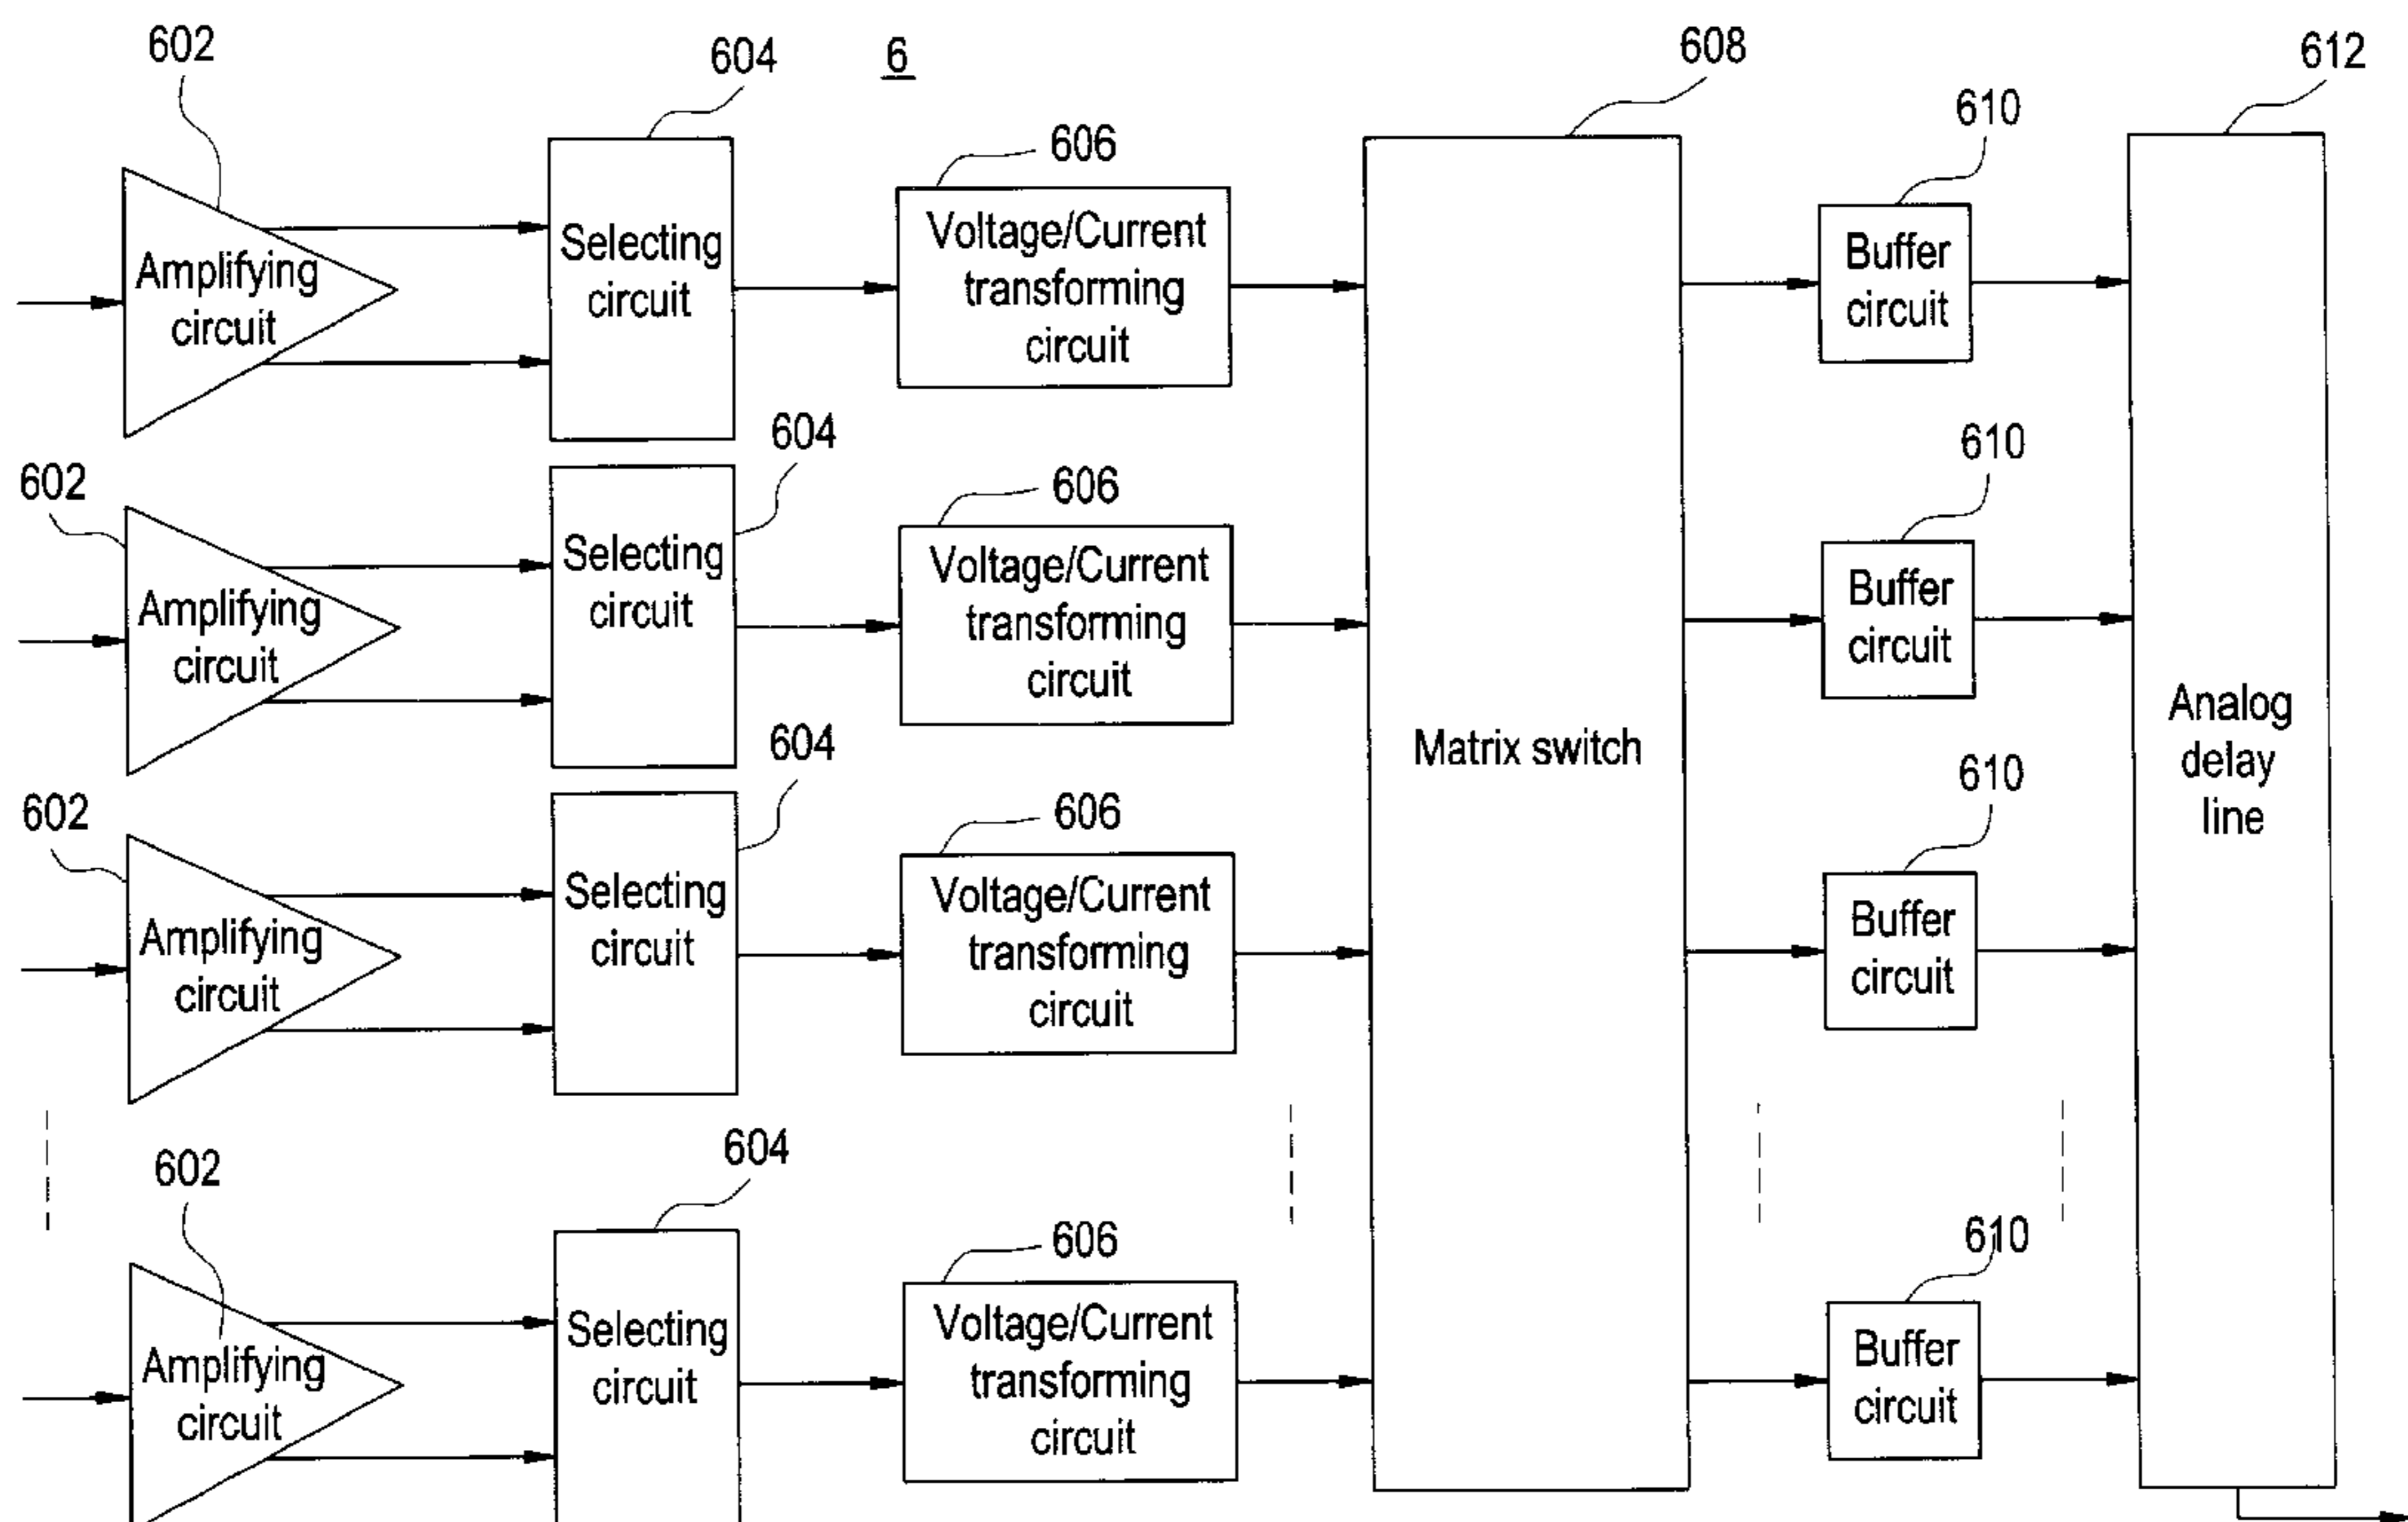 602
604
6
608
612
606
610
Amplifying
circuit
Selecting
circuit
Voltage/Current
transforming
circuit
Buffer
circuit
602
604
606
610
Amplifying
circuit
Selecting
circuit
Voltage/Current
transforming
circuit
Buffer
circuit
Matrix switch
Analog
delay
line
602
604
606
610
Amplifying
circuit
Selecting
circuit
Voltage/Current
transforming
circuit
Buffer
circuit
602
604
606
610
Amplifying
circuit
Selecting
circuit
Voltage/Current
transforming
circuit
Buffer
circuit